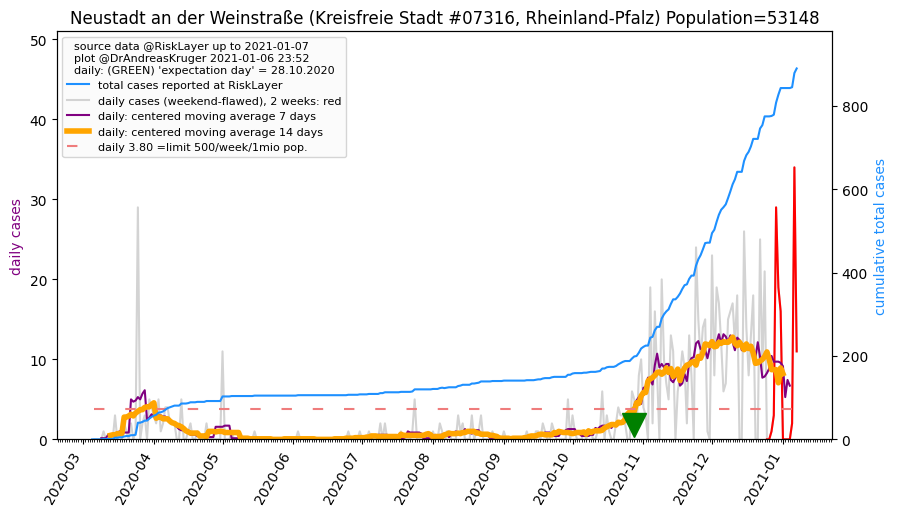 Neustadt an der Weinstraße (Kreisfreie Stadt #07316, Rheinland-Pfalz) Population=53148
source data @RiskLayer up to 2021-01-07
plot @DrAndreasKruger 2021-01-06 23:52
daily: (GREEN) 'expectation day' = 28.10.2020
total cases reported at RiskLayer
daily cases (weekend-flawed), 2 weeks: red
daily: centered moving average 7 days
daily: centered moving average 14 days
daily 3.80 =limit 500/week/1mio pop.
daily cases
50
40
30
20
10
0
cumulative total cases
800
600
400
200
0
2020-03
2020-04
2020-05
2020-06
2020-07
2020-08
2020-09
2020-10
2020-11
2020-12
2021-01